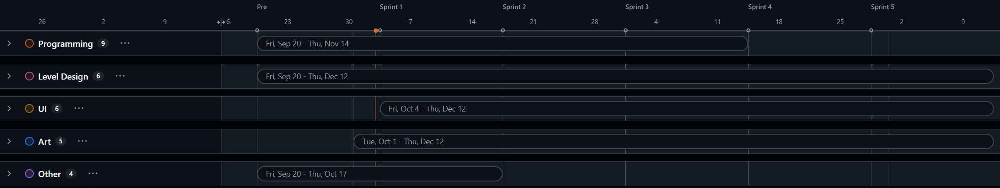 Pre Sprint 1 Sprint 2 Sprint 3 Sprint 4 Sprint 5
26 2 9 6 23 30 7 14 21 28 4 11 18 25 2 9
Programming 9 ... Fri, Sep 20 - Thu, Nov 14
Level Design 6 ... Fri, Sep 20 - Thu, Dec 12
UI 6 ... Fri, Oct 4 - Thu, Dec 12
Art 5 ... Tue, Oct 1 - Thu, Dec 12
Other 4 ... Fri, Sep 20 - Thu, Oct 17